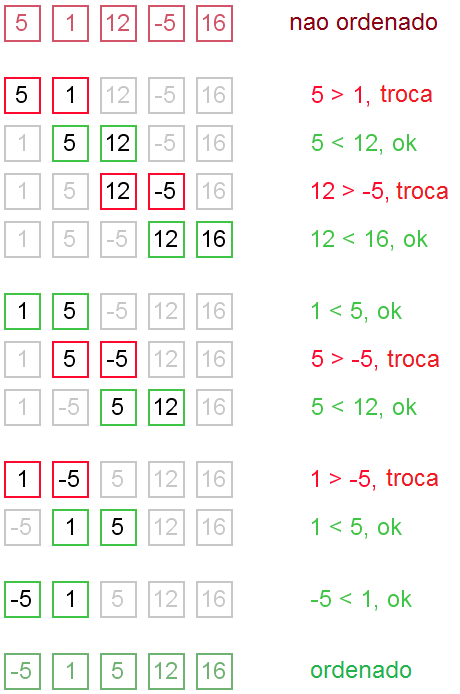 5 1 12 -5 16 nao ordenado
5 1 12 -5 16 5 > 1, troca
1 5 12 -5 16 5 < 12, ok
1 5 12 -5 16 12 > -5, troca
1 5 -5 12 16 12 < 16, ok
1 5 -5 12 16 1 < 5, ok
1 5 -5 12 16 5 > -5, troca
1 -5 5 12 16 5 < 12, ok
1 -5 5 12 16 1 > -5, troca
-5 1 5 12 16 1 < 5, ok
-5 1 5 12 16 -5 < 1, ok
-5 1 5 12 16 ordenado